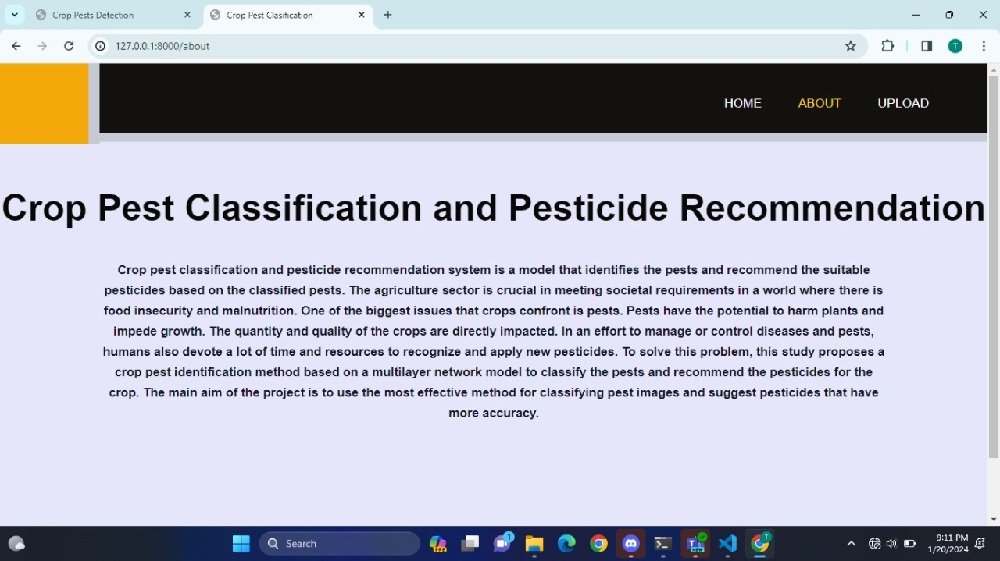 Crop Pests Detection
Crop Pest Clasification
127.0.0.1:8000/about
T
HOME ABOUT UPLOAD
Crop Pest Classification and Pesticide Recommendation
Crop pest classification and pesticide recommendation system is a model that identifies the pests and recommend the suitable
pesticides based on the classified pests. The agriculture sector is crucial in meeting societal requirements in a world where there is
food insecurity and malnutrition. One of the biggest issues that crops confront is pests. Pests have the potential to harm plants and
impede growth. The quantity and quality of the crops are directly impacted. In an effort to manage or control diseases and pests,
humans also devote a lot of time and resources to recognize and apply new pesticides. To solve this problem, this study proposes a
crop pest identification method based on a multilayer network model to classify the pests and recommend the pesticides for the
crop. The main aim of the project is to use the most effective method for classifying pest images and suggest pesticides that have
more accuracy.
Search
PRE
1
NEW
T
9:11 PM
1/20/2024